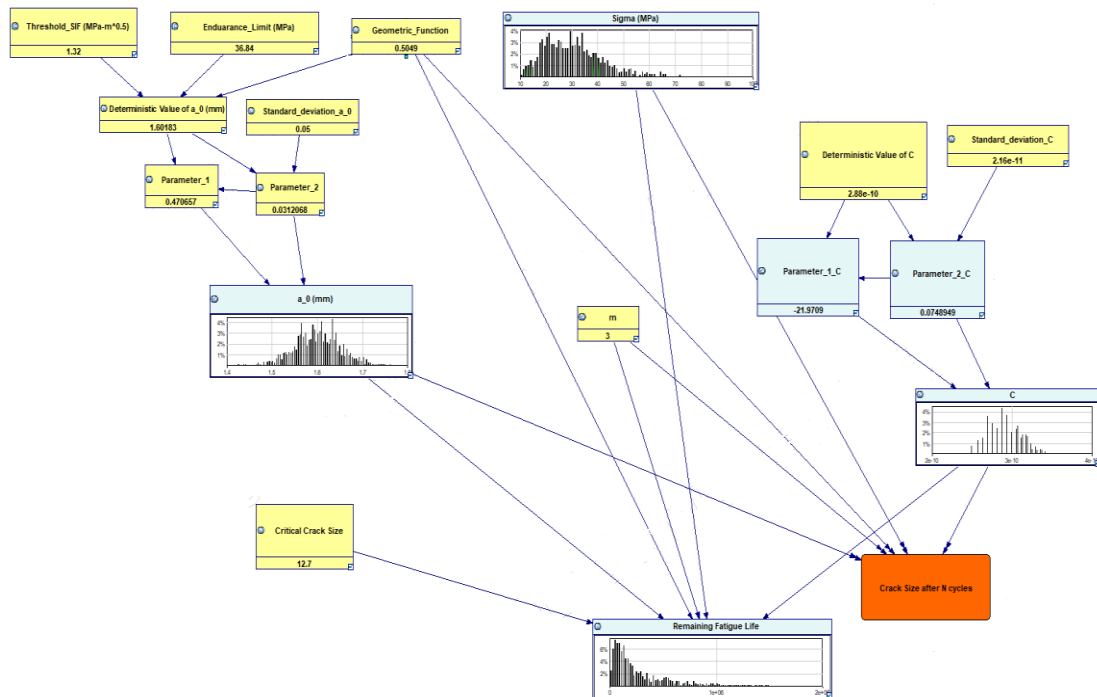 Threshold_SIF (MPa-m^0.5)
1.32
Enduarance_Limit (MPa)
36.84
Geometric_Function
0.5049
Sigma (MPa)
4%
3%
2%
1%
10 20 30 40 50 60 70 80 90 100
Deterministic Value of a_0 (mm)
1.60183
Standard_deviation_a_0
0.05
Deterministic Value of C
2.88e-10
Standard_deviation_C
2.16e-11
Parameter_1
0.470657
Parameter_2
0.0312068
Parameter_1_C
-21.9709
Parameter_2_C
0.0748949
a_0 (mm)
4%
3%
2%
1%
1.4 1.5 1.6 1.7
m
3
C
4%
3%
2%
1%
2e-10 3e-10
Critical Crack Size
12.7
Crack Size after N cycles
Remaining Fatigue Life
6%
4%
2%
0 1e+06